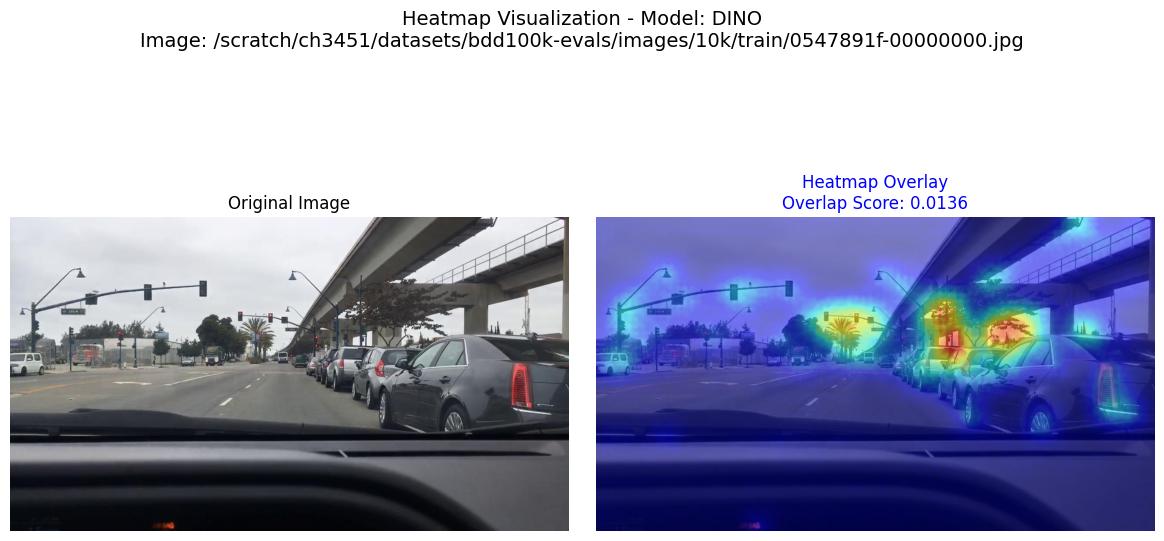 Heatmap Visualization - Model: DINO
Image: /scratch/ch3451/datasets/bdd100k-evals/images/10k/train/0547891f-00000000.jpg
Original Image
Heatmap Overlay
Overlap Score: 0.0136